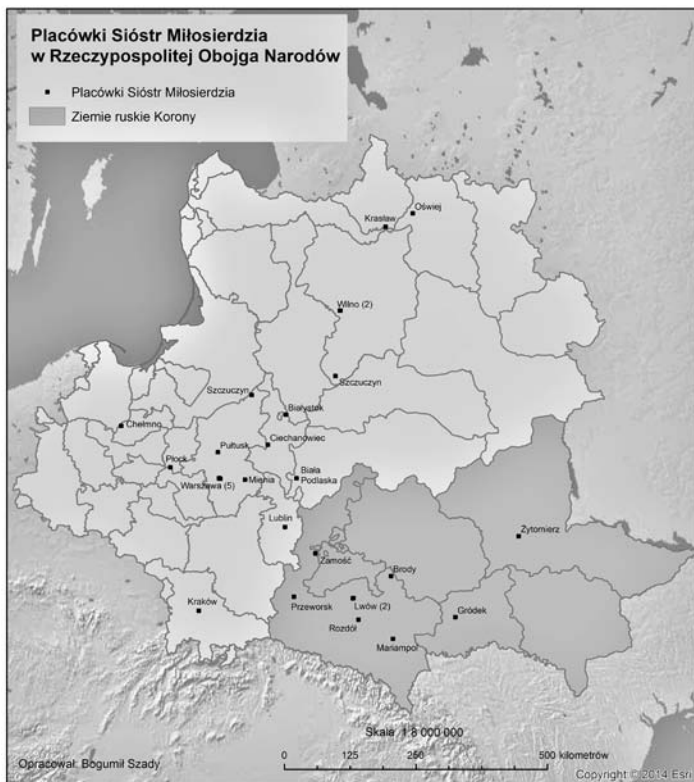 Placówki Sióstr Miłosierdzia
w Rzeczypospolitej Obojga Narodów
Placówki Sióstr Miłosierdzia
Ziemie ruskie Korony
Oświej
Krasław
Wilno (2)
Szczuczyn
Szczuczyn
Białystok
Chełmno
Ciechanówiec
Pułtusk
Płock
Biała
Podlaska
Warszawa (5)
Mienia
Lublin
Żytomierz
Zamość
Brody
Przeworsk
Lwów (2)
Kraków
Gródek
Rozdół
Mariampol
Skala 1:8 000 000
Opracował: Bogumił Szady
0 125 250 500 kilometrów
Copyright © 2014 Esri